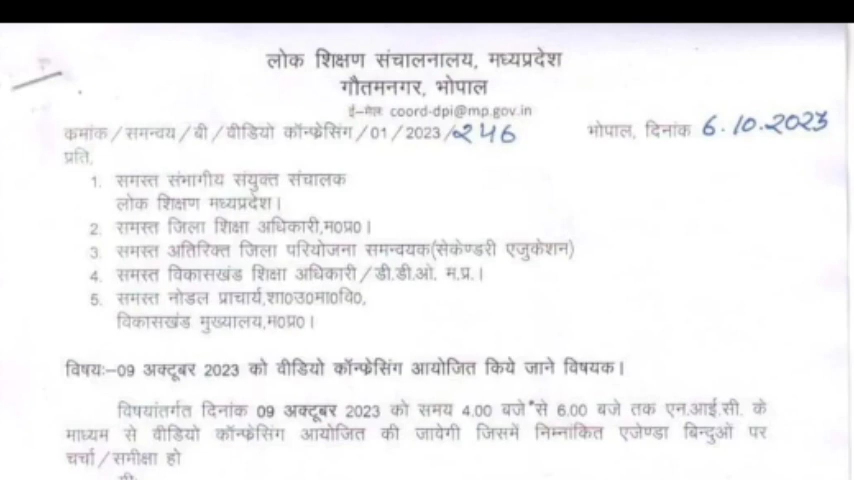 लोक शिक्षण संचालनालय, मध्यप्रदेश
गौतमनगर, भोपाल
ई-मेल coord-dpi@mp.gov.in
कमांक/समन्वय/बी/वीडियो कॉन्फ्रेसिंग/01/2023/246 भोपाल, दिनांक 6.10.2023
प्रति,
1. समस्त संभागीय संयुक्त संचालक
लोक शिक्षण मध्यप्रदेश।
2. समस्त जिला शिक्षा अधिकारी,म0प्र0।
3. समस्त अतिरिक्त जिला परियोजना समन्वयक(सेकेण्डरी एजुकेशन)
4. समस्त विकासखंड शिक्षा अधिकारी/डी.डी.ओ. म.प्र.।
5. समस्त नोडल प्राचार्य,शा0उ0मा0वि0,
विकासखंड मुख्यालय,म0प्र0।
विषयः-09 अक्टूबर 2023 को वीडियो कॉन्फ्रेसिंग आयोजित किये जाने विषयक।
विषयांतर्गत दिनांक 09 अक्टूबर 2023 को समय 4.00 बजे से 6.00 बजे तक एन.आई.सी. के
माध्यम से वीडियो कॉन्फ्रेसिंग आयोजित की जावेगी जिसमें निम्नांकित एजेण्डा बिन्दुओं पर
चर्चा/समीक्षा हो